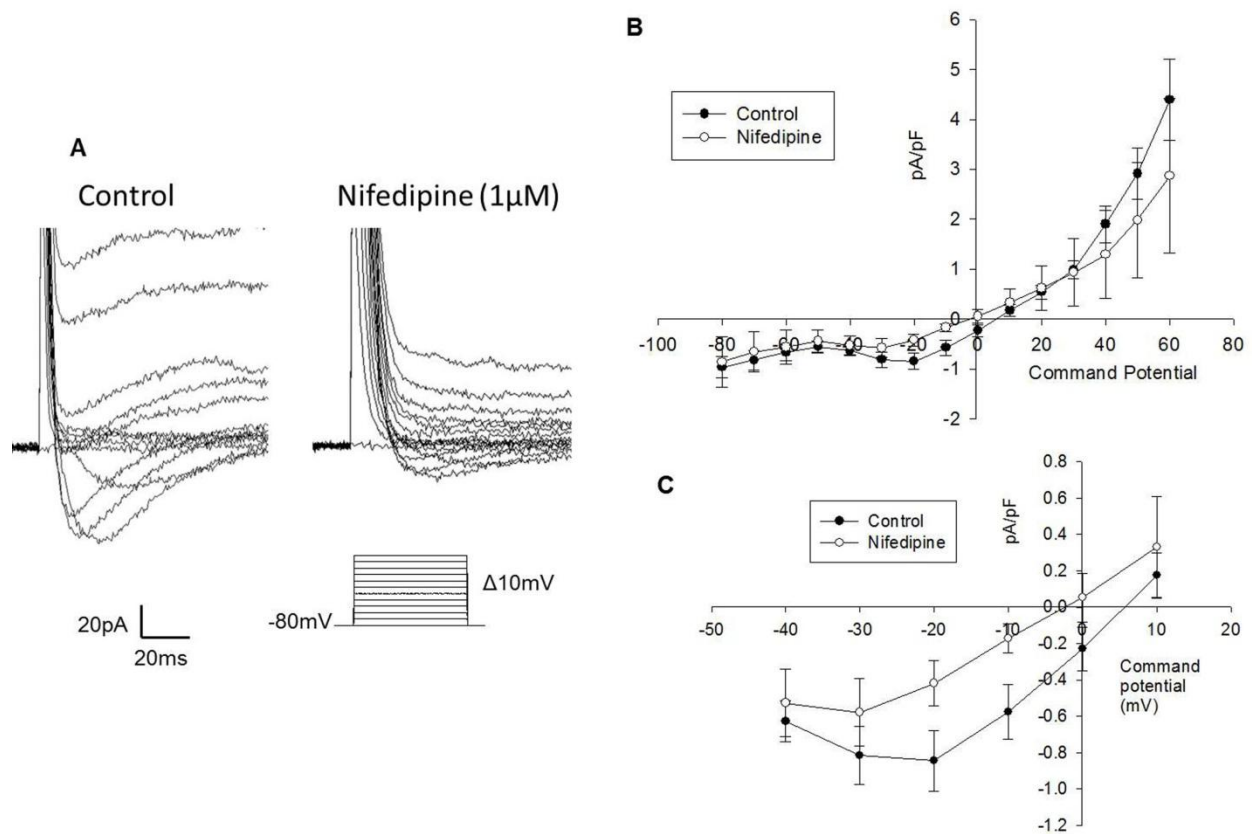 A
Control
Nifedipine (1µM)
20pA
20ms
-80mV
Δ10mV
B
Control
Nifedipine
pA/pF
6
5
4
3
2
1
0
-1
-2
-100 -80 -60 -40 -20 0 20 40 60 80
Command Potential
C
Control
Nifedipine
pA/pF
0.8
0.6
0.4
0.2
0.0
-0.2
-0.4
-0.6
-0.8
-1.0
-1.2
-50 -40 -30 -20 -10 0 10 20
Command
potential
(mV)